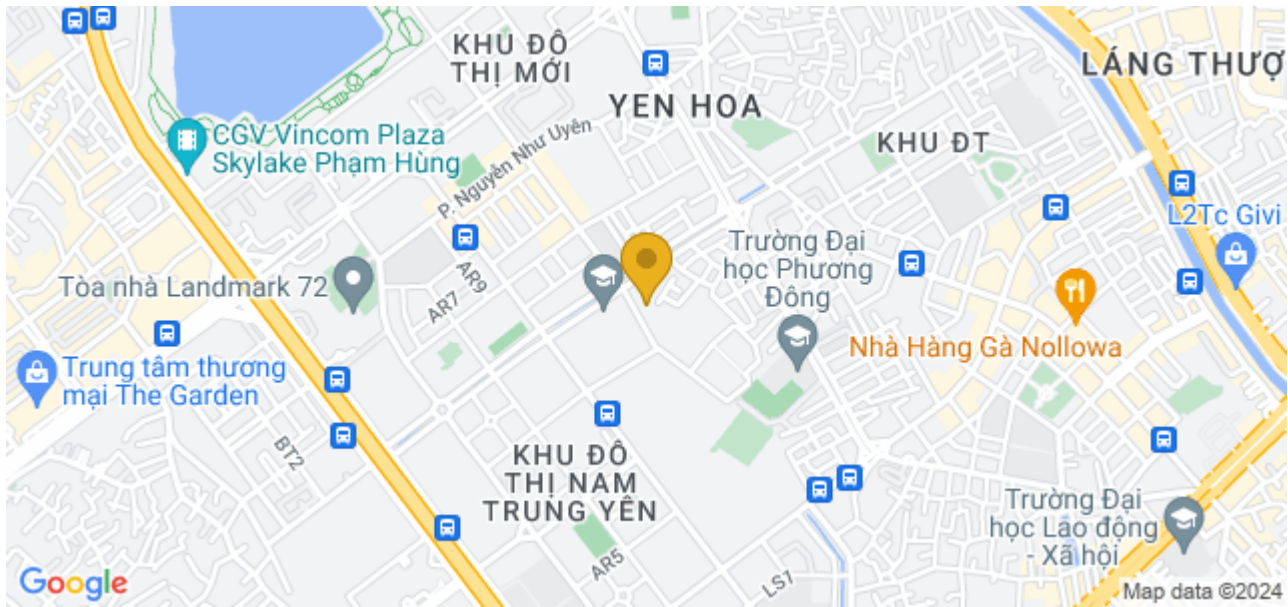 KHU ĐÔ
THỊ MỚI
YEN HOA
LÁNG THƯỢ
KHU ĐT
CGV Vincom Plaza
Skylake Phạm Hùng
P. Nguyễn Như Uyên
L2Tc Givi
Trường Đại
học Phương
Đông
Tòa nhà Landmark 72
AR7
AR9
Nhà Hàng Gà Nollowa
Trung tâm thương
mại The Garden
BT2
KHU ĐÔ
THỊ NAM
TRUNG YÊN
Trường Đại
học Lao động
- Xã hội
AR5
LS1
Google
Map data ©2024